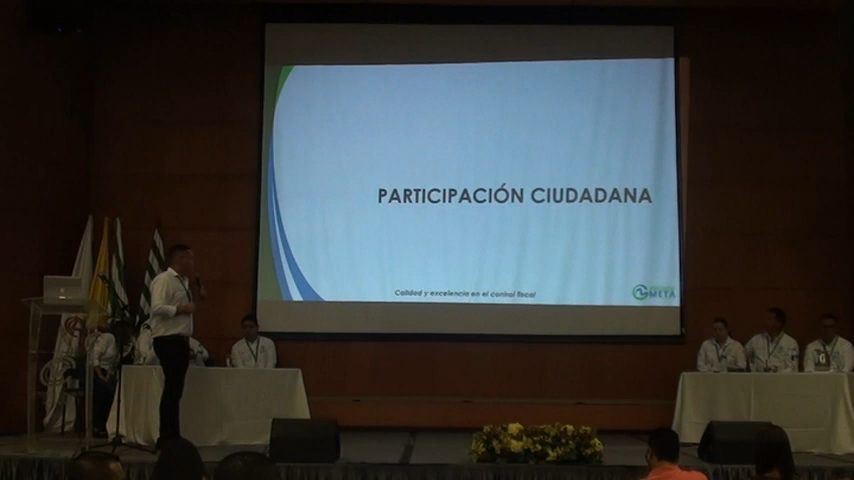 PARTICIPACIÓN CIUDADANA
Calidad y excelencia en el control fiscal
META